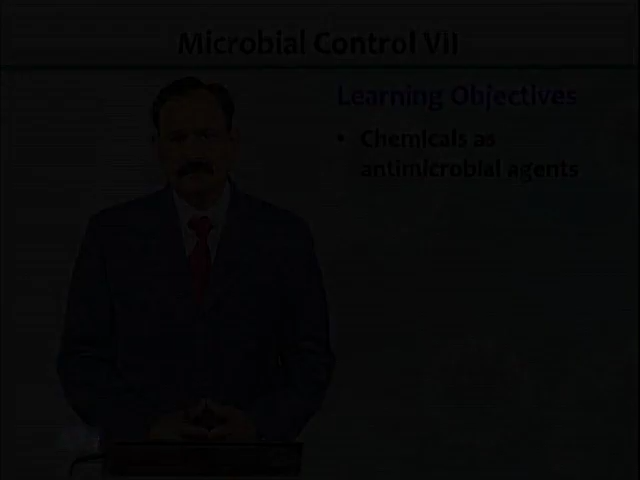 Microbial Control VII
Learning Objectives
• Chemicals as
antimicrobial agents